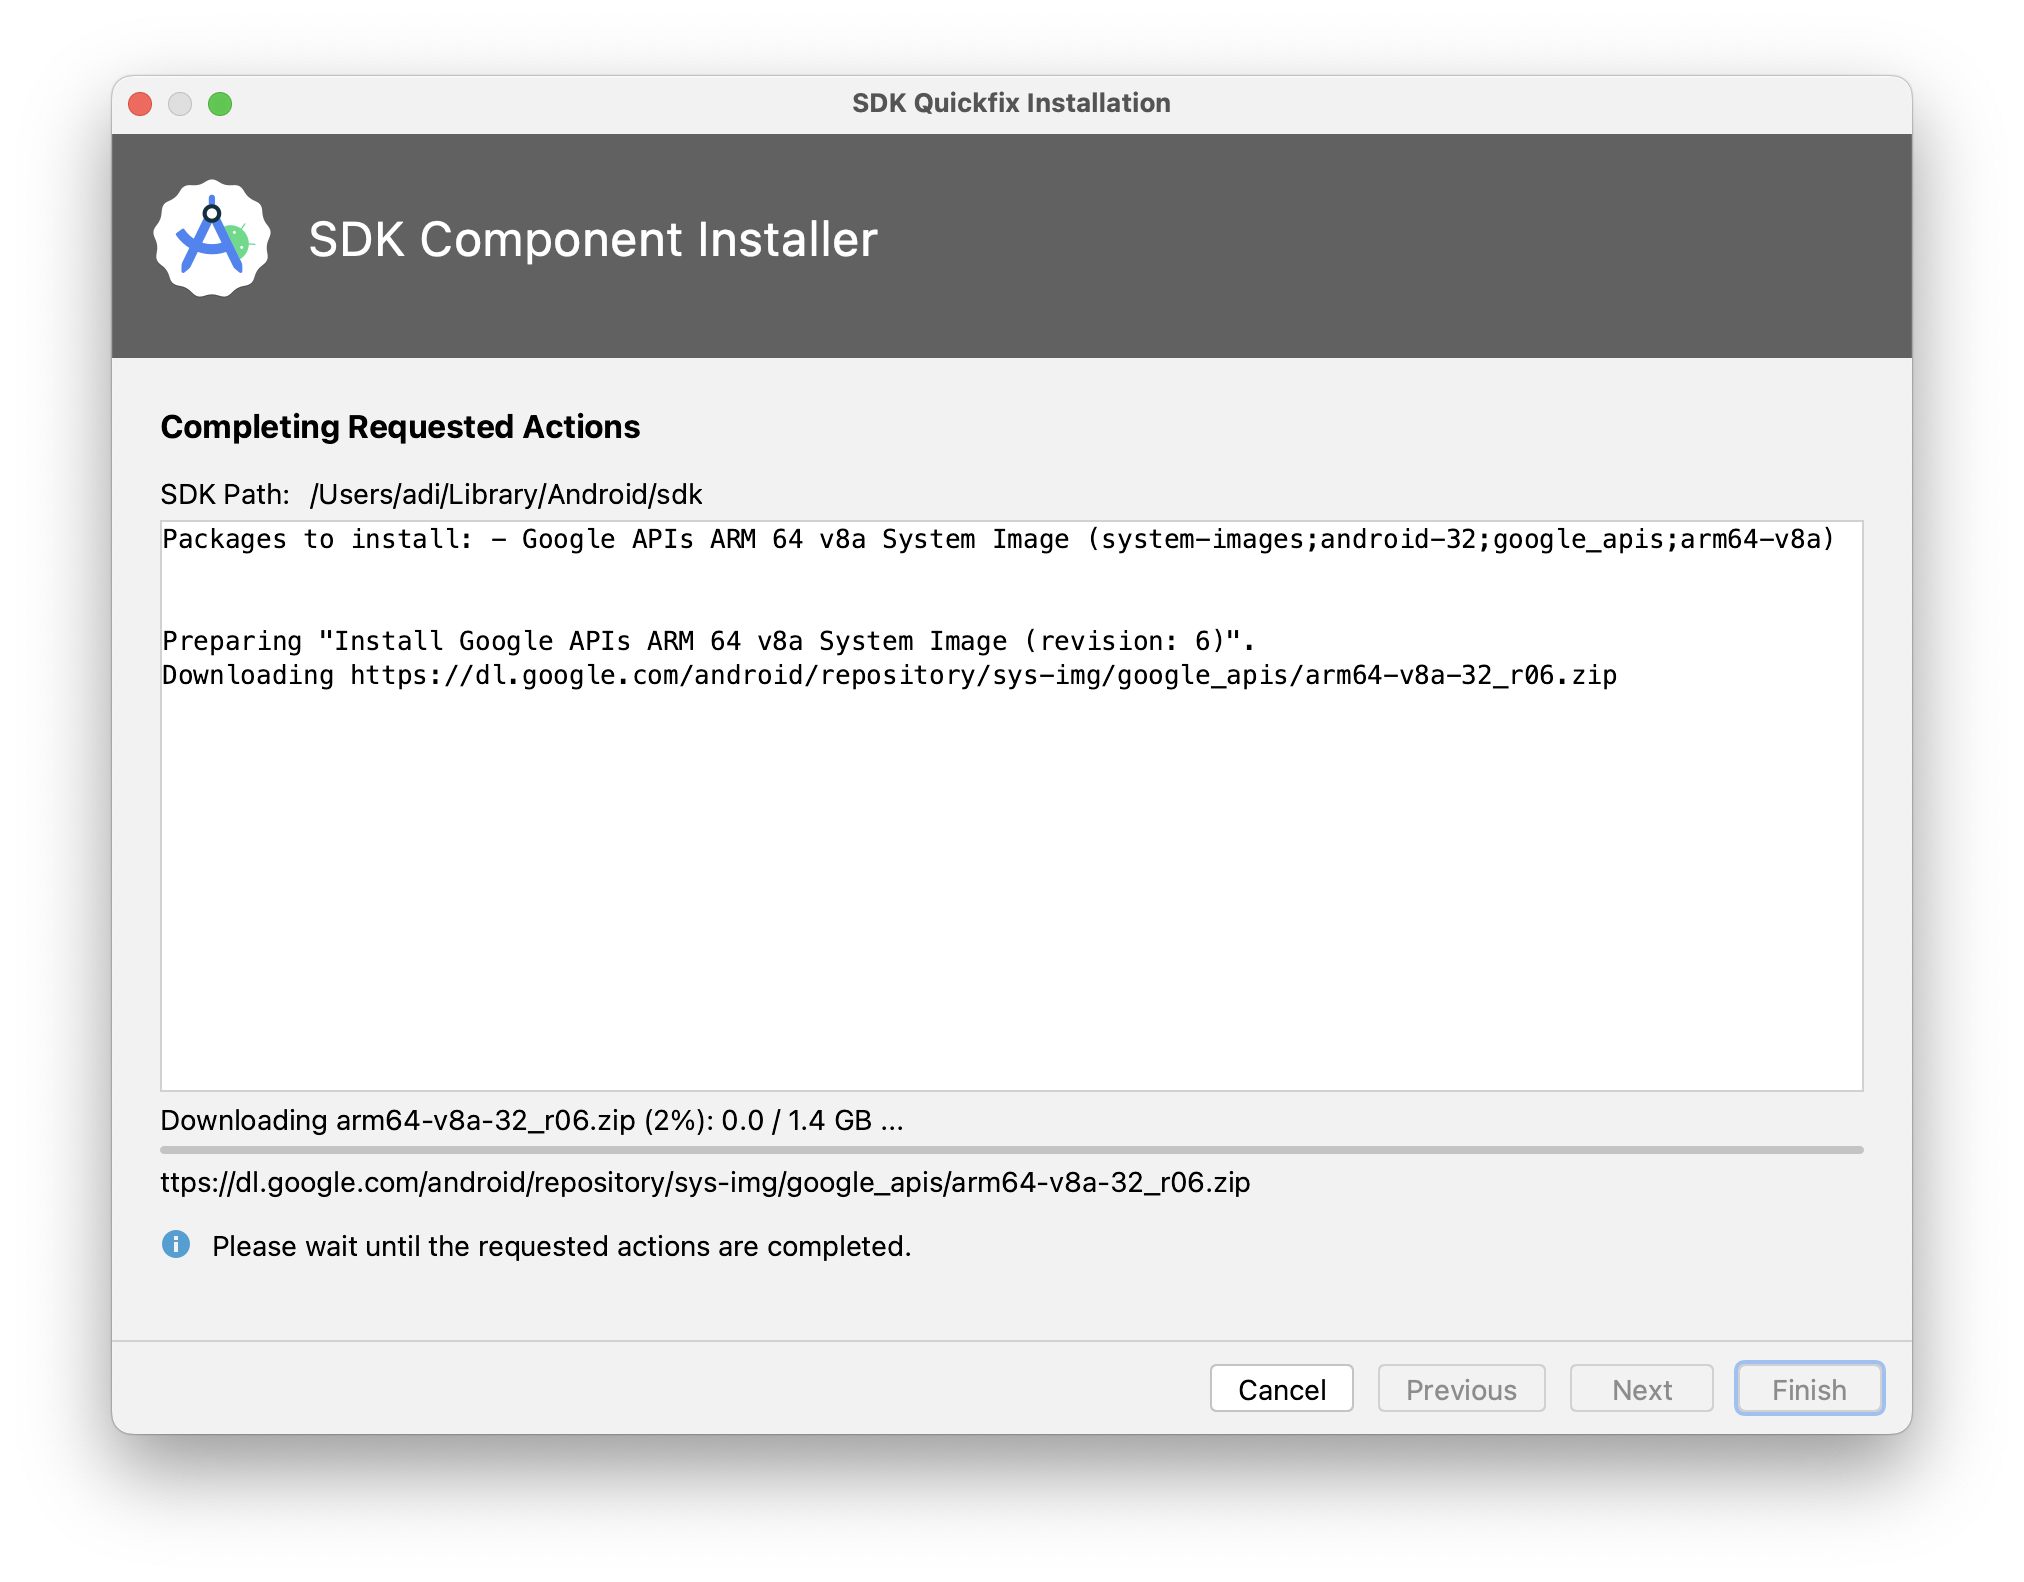 SDK Quickfix Installation
SDK Component Installer
Completing Requested Actions
SDK Path: /Users/adi/Library/Android/sdk
Packages to install: - Google APIs ARM 64 v8a System Image (system-images;android-32;google_apis;arm64-v8a)
Preparing "Install Google APIs ARM 64 v8a System Image (revision: 6)".
Downloading https://dl.google.com/android/repository/sys-img/google_apis/arm64-v8a-32_r06.zip
Downloading arm64-v8a-32_r06.zip (2%): 0.0 / 1.4 GB ...
ttps://dl.google.com/android/repository/sys-img/google_apis/arm64-v8a-32_r06.zip
Please wait until the requested actions are completed.
Cancel Previous Next Finish